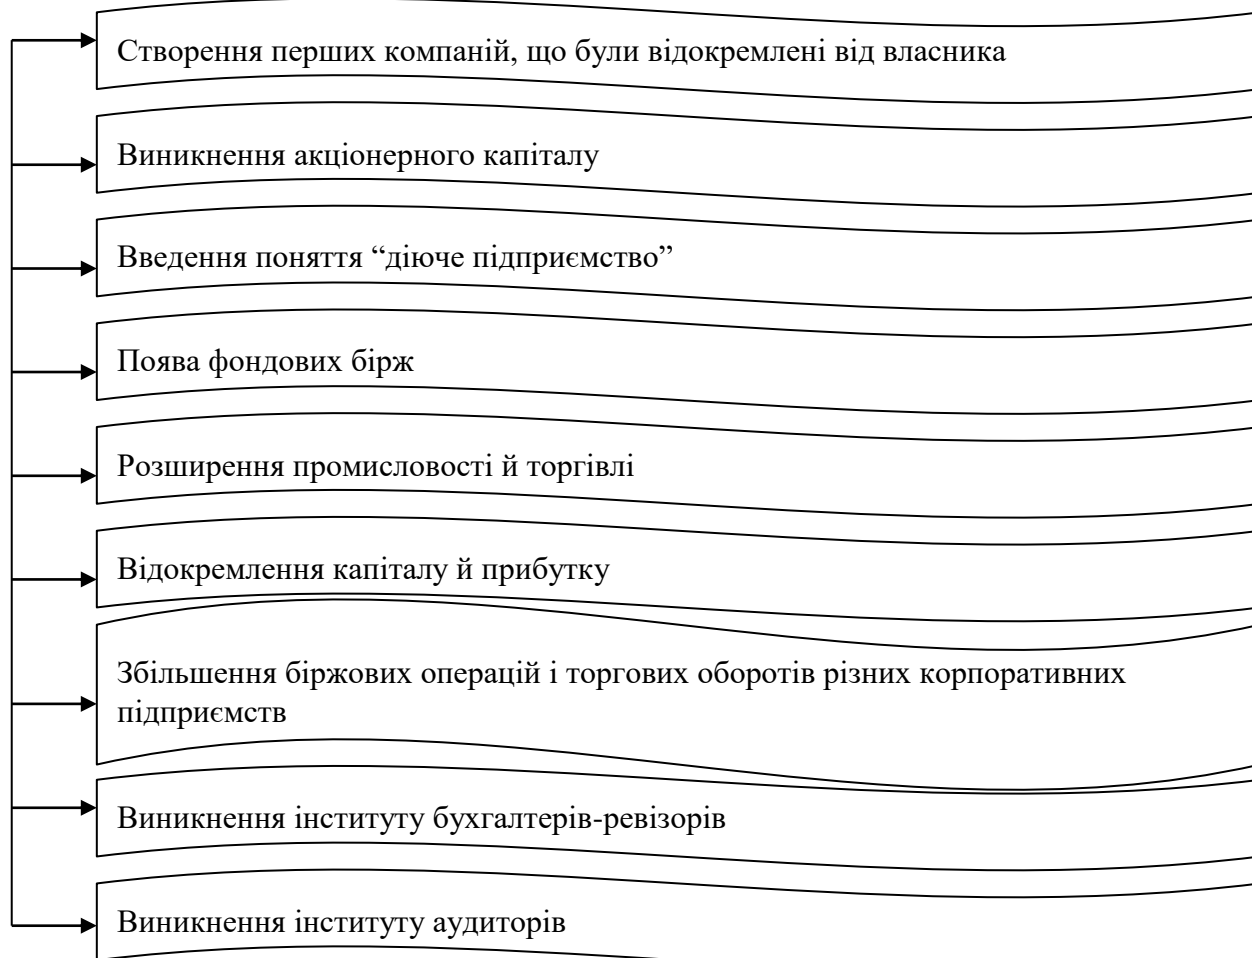 Створення перших компаній, що були відокремлені від власника
Виникнення акціонерного капіталу
Введення поняття “діюче підприємство”
Поява фондових бірж
Розширення промисловості й торгівлі
Відокремлення капіталу й прибутку
Збільшення біржових операцій і торгових оборотів різних корпоративних
підприємств
Виникнення інституту бухгалтерів-ревізорів
Виникнення інституту аудиторів